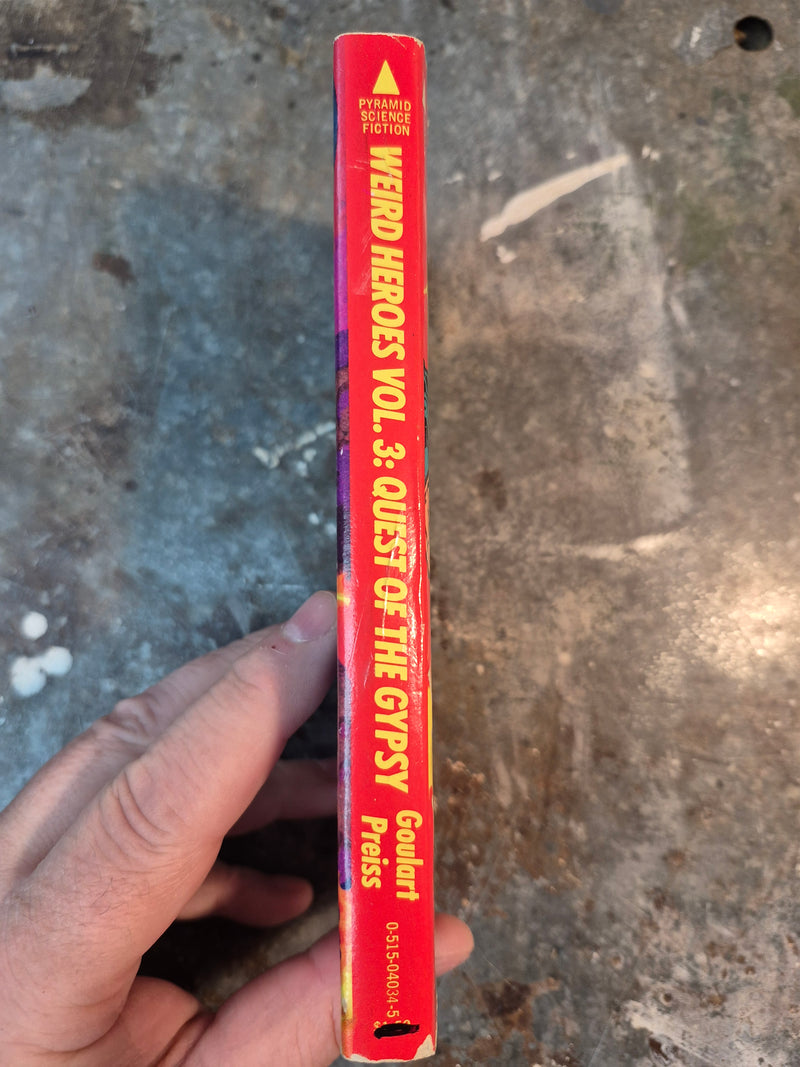 PYRAMID
SCIENCE
FICTION
WEIRD HEROES VOL. 3: QUEST OF THE GYPSY
Goulart
Preiss
0-515-04034-5